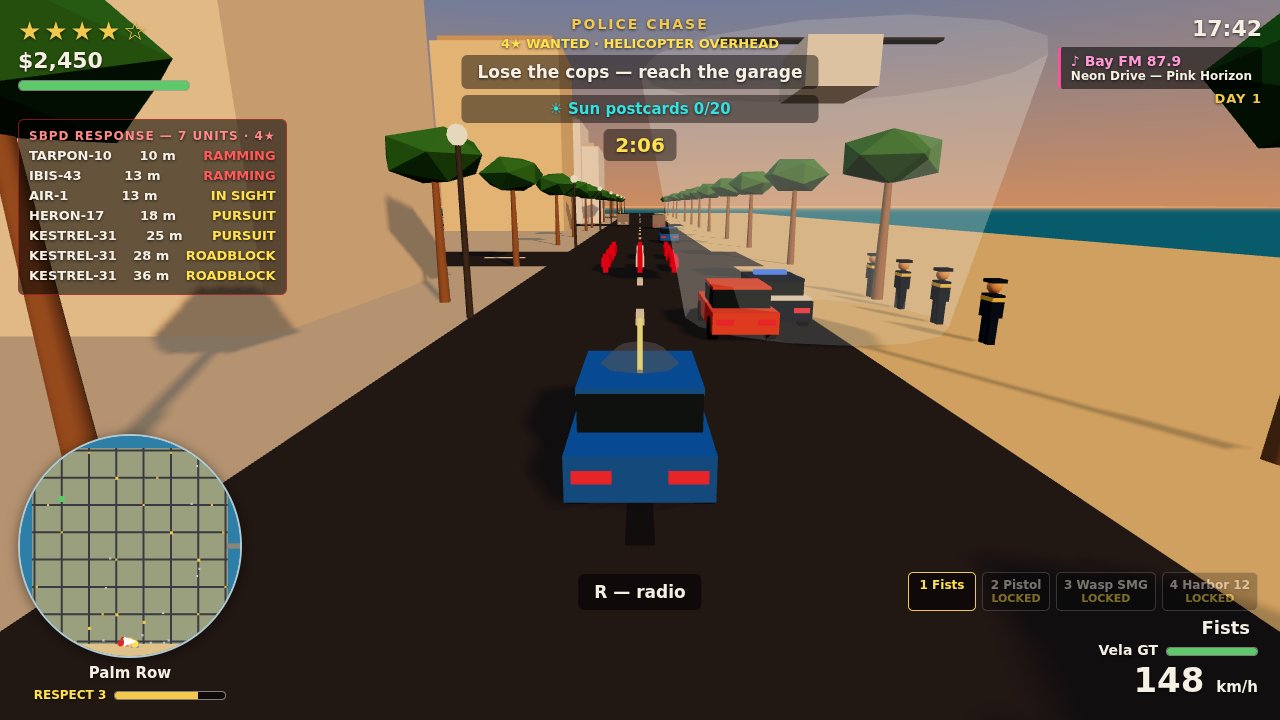 ★★★★☆
$2,450
SBPD RESPONSE — 7 UNITS · 4★
TARPON-10 10 m RAMMING
IBIS-43 13 m RAMMING
AIR-1 13 m IN SIGHT
HERON-17 18 m PURSUIT
KESTREL-31 25 m PURSUIT
KESTREL-31 28 m ROADBLOCK
KESTREL-31 36 m ROADBLOCK
POLICE CHASE
4★ WANTED · HELICOPTER OVERHEAD
Lose the cops — reach the garage
☀ Sun postcards 0/20
2:06
17:42
♪ Bay FM 87.9
Neon Drive — Pink Horizon
DAY 1
Palm Row
RESPECT 3
R — radio
1 Fists
2 Pistol
LOCKED
3 Wasp SMG
LOCKED
4 Harbor 12
LOCKED
Fists
Vela GT
148 km/h